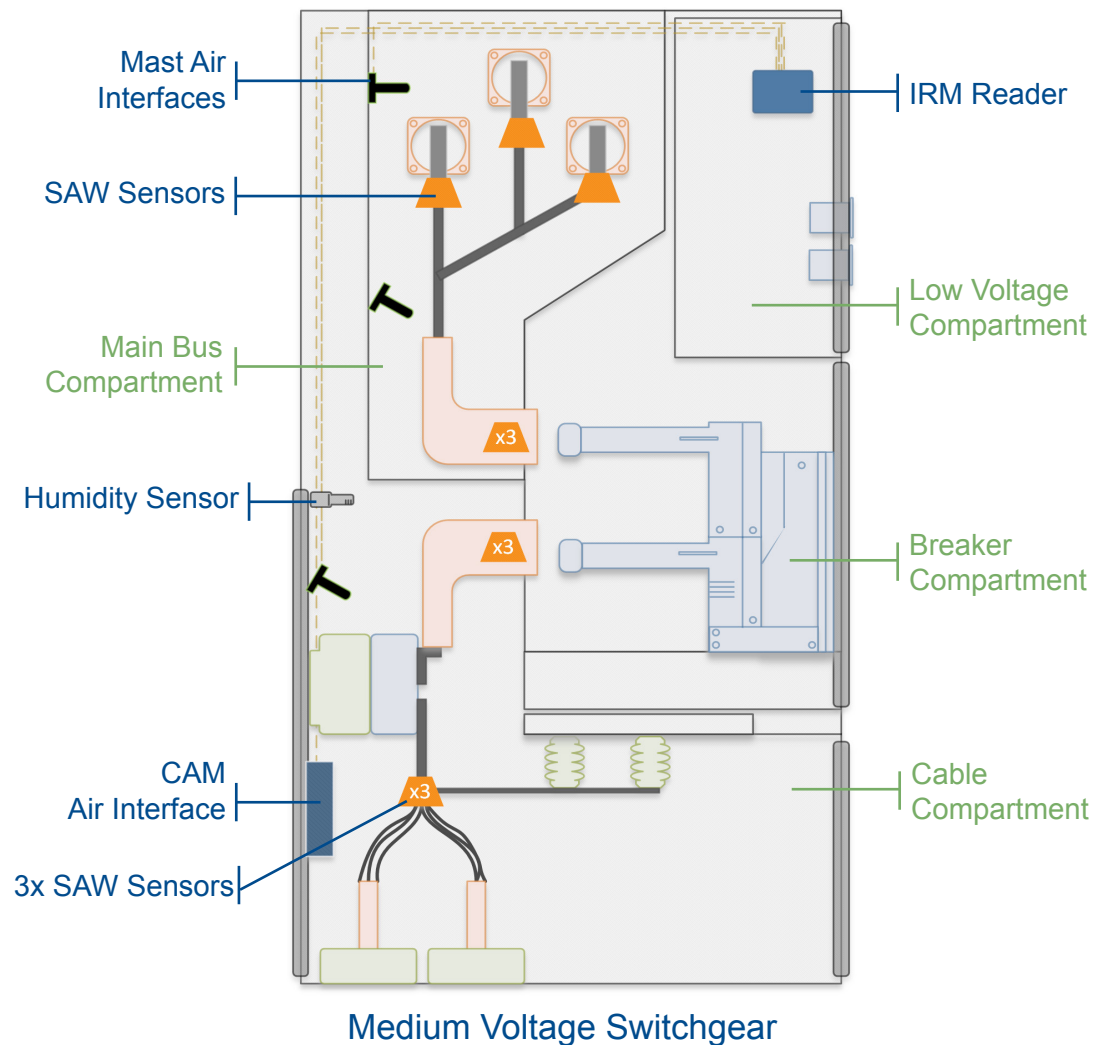 Mast Air
Interfaces
IRM Reader
SAW Sensors
Low Voltage
Compartment
Main Bus
Compartment
x3
Humidity Sensor
x3
Breaker
Compartment
CAM
Air Interface
x3
Cable
Compartment
3x SAW Sensors
Medium Voltage Switchgear